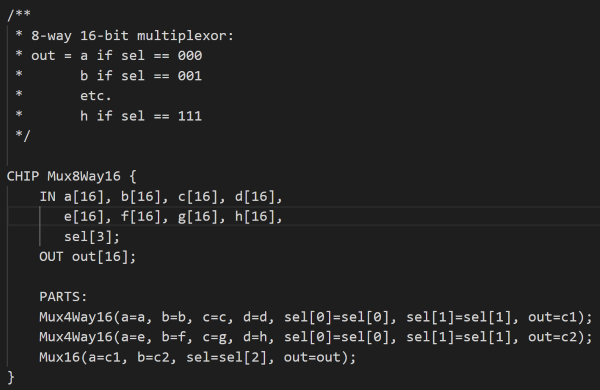 /**
 * 8-way 16-bit multiplexor:
 * out = a if sel == 000
 *       b if sel == 001
 *       etc.
 *       h if sel == 111
 */
CHIP Mux8Way16 {
    IN a[16], b[16], c[16], d[16],
       e[16], f[16], g[16], h[16],
       sel[3];
    OUT out[16];
    PARTS:
    Mux4Way16(a=a, b=b, c=c, d=d, sel[0]=sel[0], sel[1]=sel[1], out=c1);
    Mux4Way16(a=e, b=f, c=g, d=h, sel[0]=sel[0], sel[1]=sel[1], out=c2);
    Mux16(a=c1, b=c2, sel=sel[2], out=out);
}